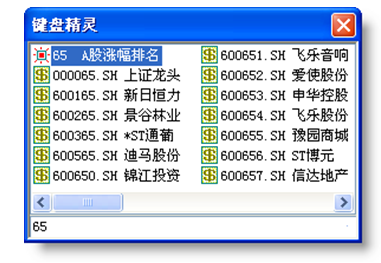 键盘精灵
65 A股涨幅排名
000065.SH 上证龙头
600165.SH 新日恒力
600265.SH 景谷林业
600365.SH *ST通葡
600565.SH 迪马股份
600650.SH 锦江投资
600651.SH 飞乐音响
600652.SH 爱使股份
600653.SH 申华控股
600654.SH 飞乐股份
600655.SH 豫园商城
600656.SH ST博元
600657.SH 信达地产
65